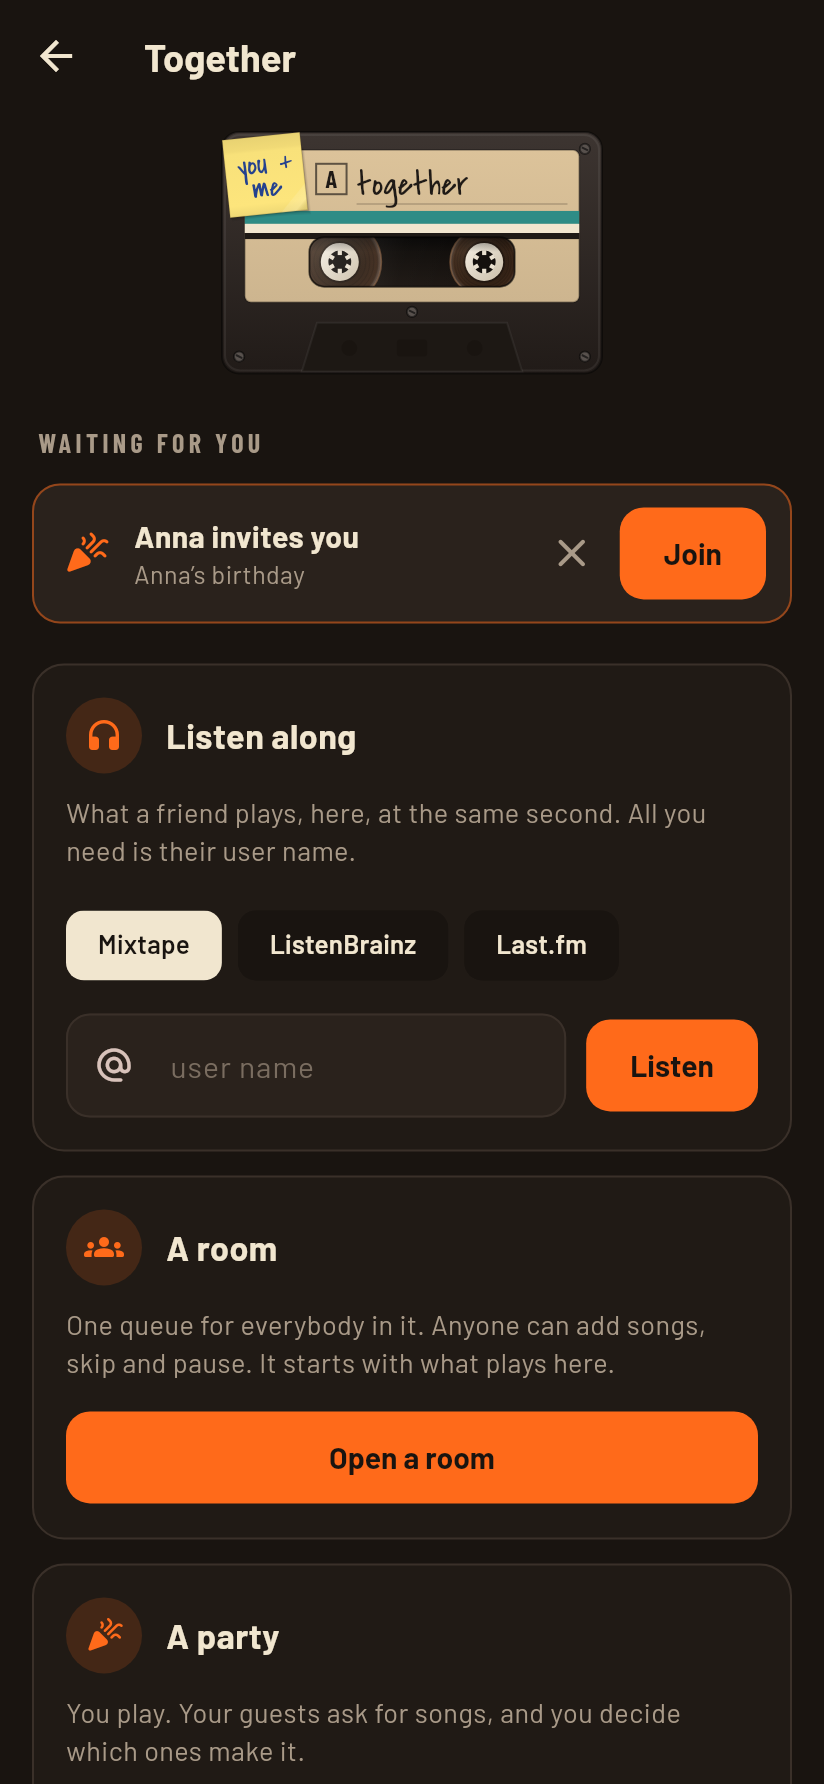 Together
you +
me
A together
WAITING FOR YOU
Anna invites you
Anna's birthday
Join
Listen along
What a friend plays, here, at the same second. All you
need is their user name.
Mixtape ListenBrainz Last.fm
@ user name
Listen
A room
One queue for everybody in it. Anyone can add songs,
skip and pause. It starts with what plays here.
Open a room
A party
You play. Your guests ask for songs, and you decide
which ones make it.